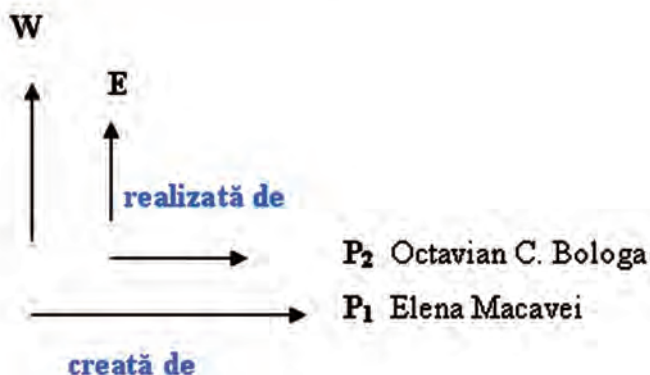 W
E
realizată de
P2 Octavian C. Bologa
P1 Elena Macavei
creată de